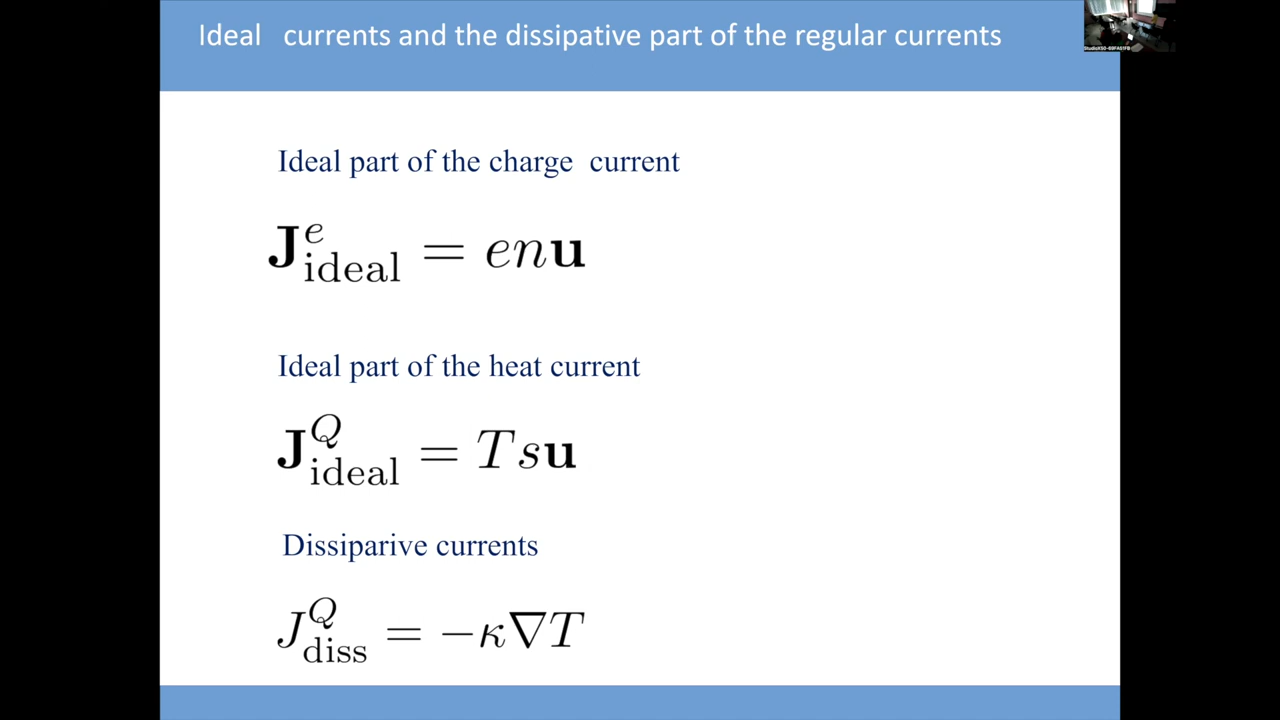 Ideal currents and the dissipative part of the regular currents
Ideal part of the charge current
J^e_ideal = enu
Ideal part of the heat current
J^Q_ideal = Tsu
Dissiparive currents
J^Q_diss = −κ∇T